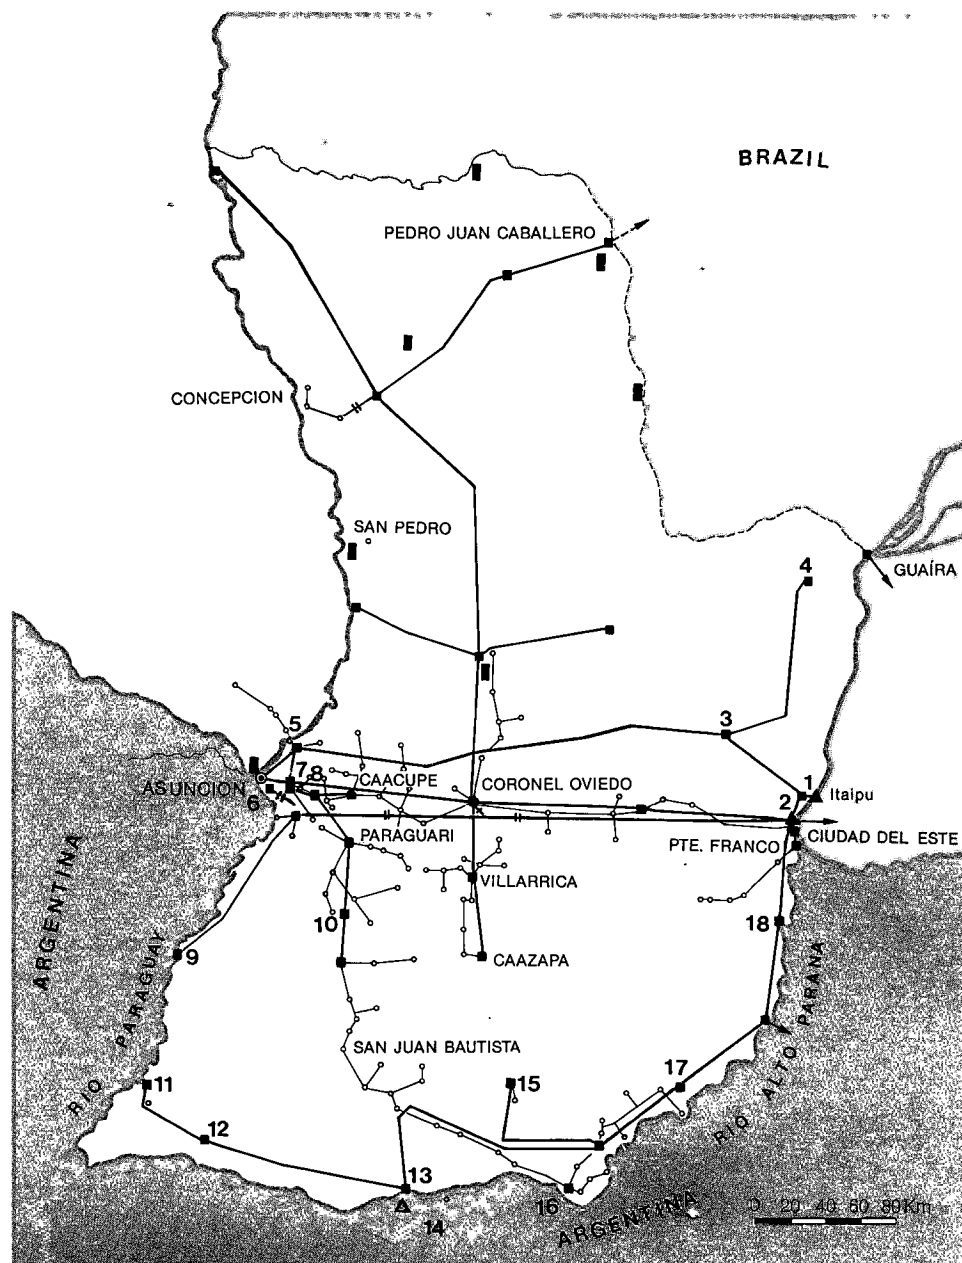 BRAZIL
PEDRO JUAN CABALLERO
CONCEPCION
SAN PEDRO
4
GUAÍRA
5
3
7
8
CAACUPE
ASUNCION
6
CORONEL OVIEDO
1
2
Itaipu
PARAGUARI
PTE. FRANCO
CIUDAD DEL ESTE
VILLARRICA
10
18
ARGENTINA
9
CAAZAPA
RIO PARAGUAY
RIO ALTO PARANA
SAN JUAN BAUTISTA
11
15
17
12
13
14
16
ARGENTINA
0 20 40 60 80Km